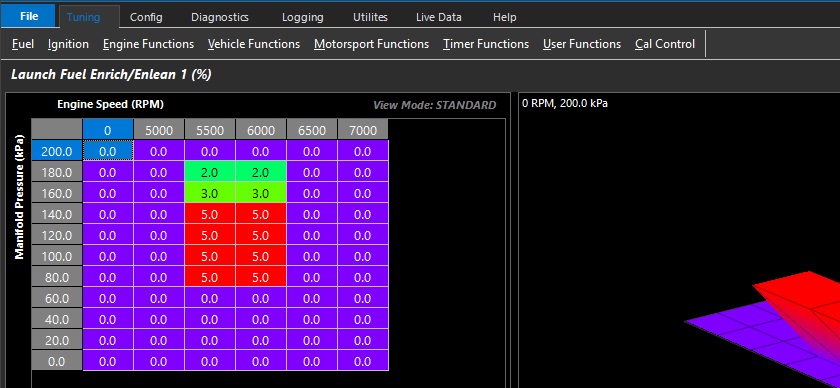 File Tuning Config Diagnostics Logging Utilites Live Data Help
Fuel Ignition Engine Functions Vehicle Functions Motorsport Functions Timer Functions User Functions Cal Control
Launch Fuel Enrich/Enlean 1 (%)
Engine Speed (RPM) View Mode: STANDARD
Manifold Pressure (kPa)
0 5000 5500 6000 6500 7000
200.0 0.0 0.0 0.0 0.0 0.0 0.0
180.0 0.0 0.0 2.0 2.0 0.0 0.0
160.0 0.0 0.0 3.0 3.0 0.0 0.0
140.0 0.0 0.0 5.0 5.0 0.0 0.0
120.0 0.0 0.0 5.0 5.0 0.0 0.0
100.0 0.0 0.0 5.0 5.0 0.0 0.0
80.0 0.0 0.0 5.0 5.0 0.0 0.0
60.0 0.0 0.0 0.0 0.0 0.0 0.0
40.0 0.0 0.0 0.0 0.0 0.0 0.0
20.0 0.0 0.0 0.0 0.0 0.0 0.0
0.0 0.0 0.0 0.0 0.0 0.0 0.0
0 RPM, 200.0 kPa